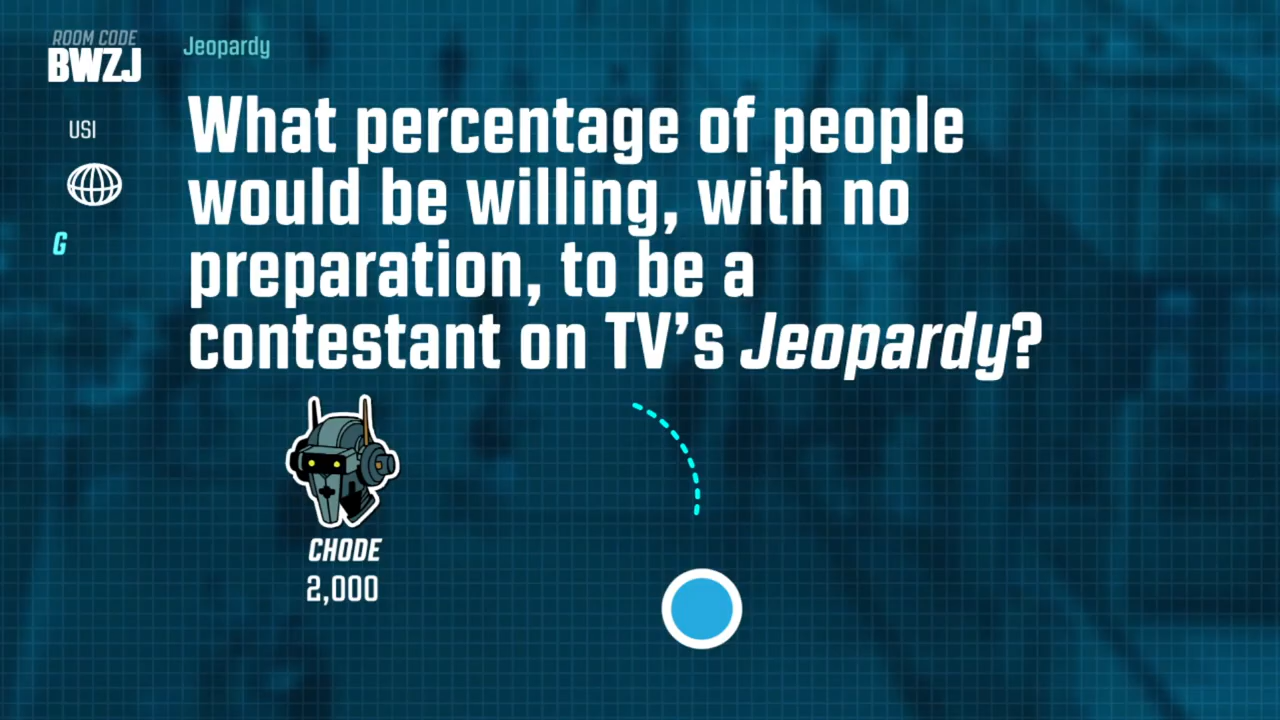 ROOM CODE
BWZJ
Jeopardy
USI
G
What percentage of people
would be willing, with no
preparation, to be a
contestant on TV’s Jeopardy?
CHODE
2,000